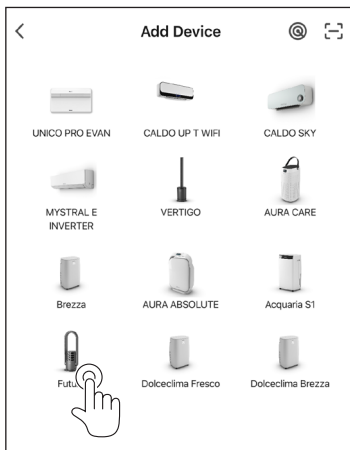 Add Device
UNICO PRO EVAN
CALDO UP T WIFI
CALDO SKY
MYSTRAL E
INVERTER
VERTIGO
AURA CARE
Brezza
AURA ABSOLUTE
Acquaria S1
Dolceclima Fresco
Dolceclima Brezza